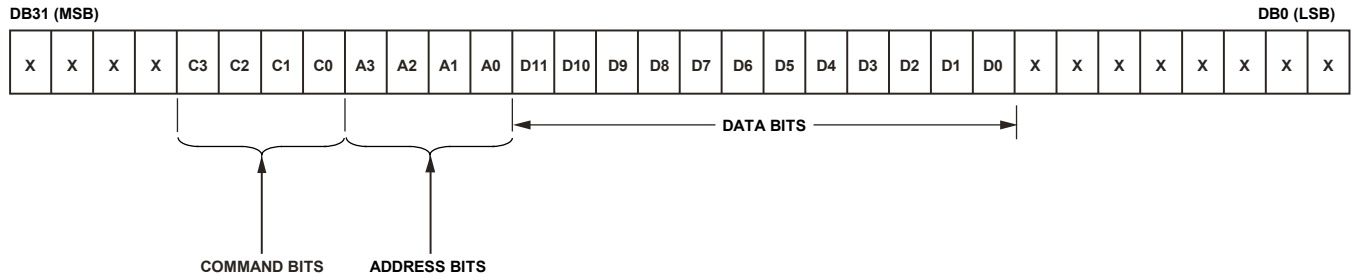 DB31 (MSB) DB0 (LSB)
X X X X C3 C2 C1 C0 A3 A2 A1 A0 D11 D10 D9 D8 D7 D6 D5 D4 D3 D2 D1 D0 X X X X X X X X
DATA BITS
COMMAND BITS ADDRESS BITS